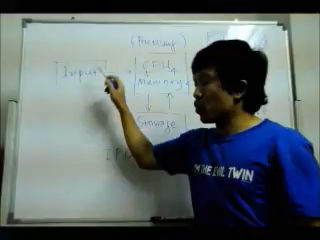 (Processing)
Input
CPU
Memory
Storage
I'M THE EVIL TWIN